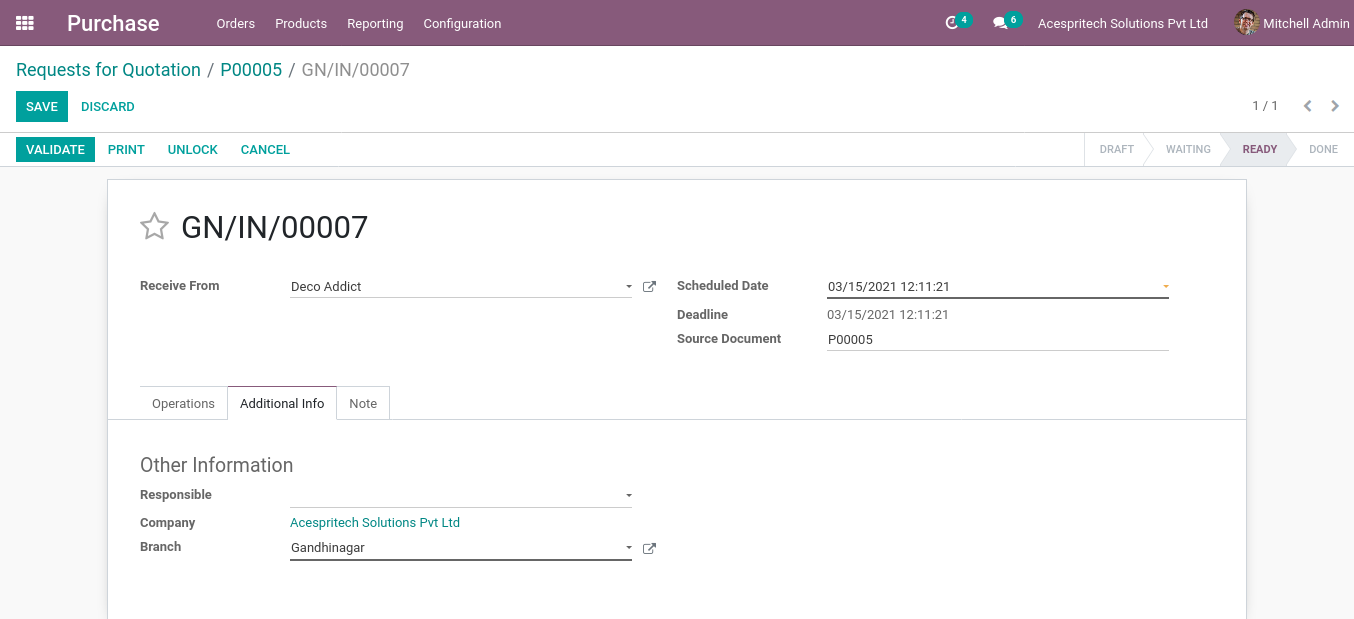 Purchase Orders Products Reporting Configuration 4 6 Acespritech Solutions Pvt Ltd Mitchell Admin
Requests for Quotation / P00005 / GN/IN/00007
SAVE DISCARD 1 / 1
VALIDATE PRINT UNLOCK CANCEL DRAFT WAITING READY DONE
GN/IN/00007
Receive From Deco Addict Scheduled Date 03/15/2021 12:11:21
Deadline 03/15/2021 12:11:21
Source Document P00005
Operations Additional Info Note
Other Information
Responsible
Company Acespritech Solutions Pvt Ltd
Branch Gandhinagar